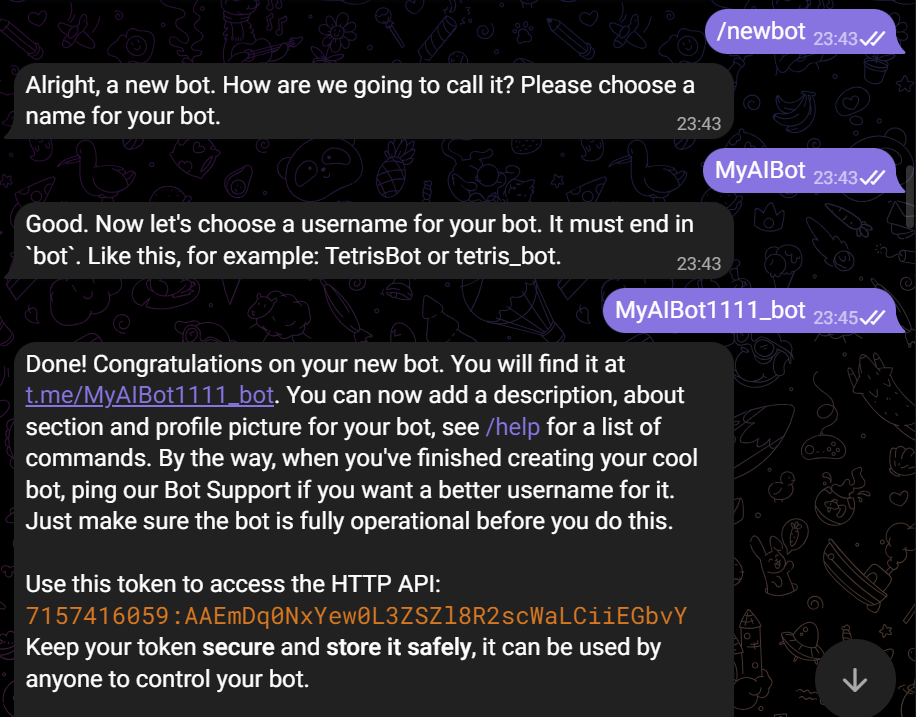 /newbot 23:43
Alright, a new bot. How are we going to call it? Please choose a
name for your bot.
23:43
MyAIBot 23:43
Good. Now let's choose a username for your bot. It must end in
`bot`. Like this, for example: TetrisBot or tetris_bot.
23:43
MyAIBot1111_bot 23:45
Done! Congratulations on your new bot. You will find it at
t.me/MyAIBot1111_bot. You can now add a description, about
section and profile picture for your bot, see /help for a list of
commands. By the way, when you've finished creating your cool
bot, ping our Bot Support if you want a better username for it.
Just make sure the bot is fully operational before you do this.
Use this token to access the HTTP API:
7157416059:AAEmDq0NxYew0L3ZSZl8R2scWaLCiiEGbvY
Keep your token secure and store it safely, it can be used by
anyone to control your bot.